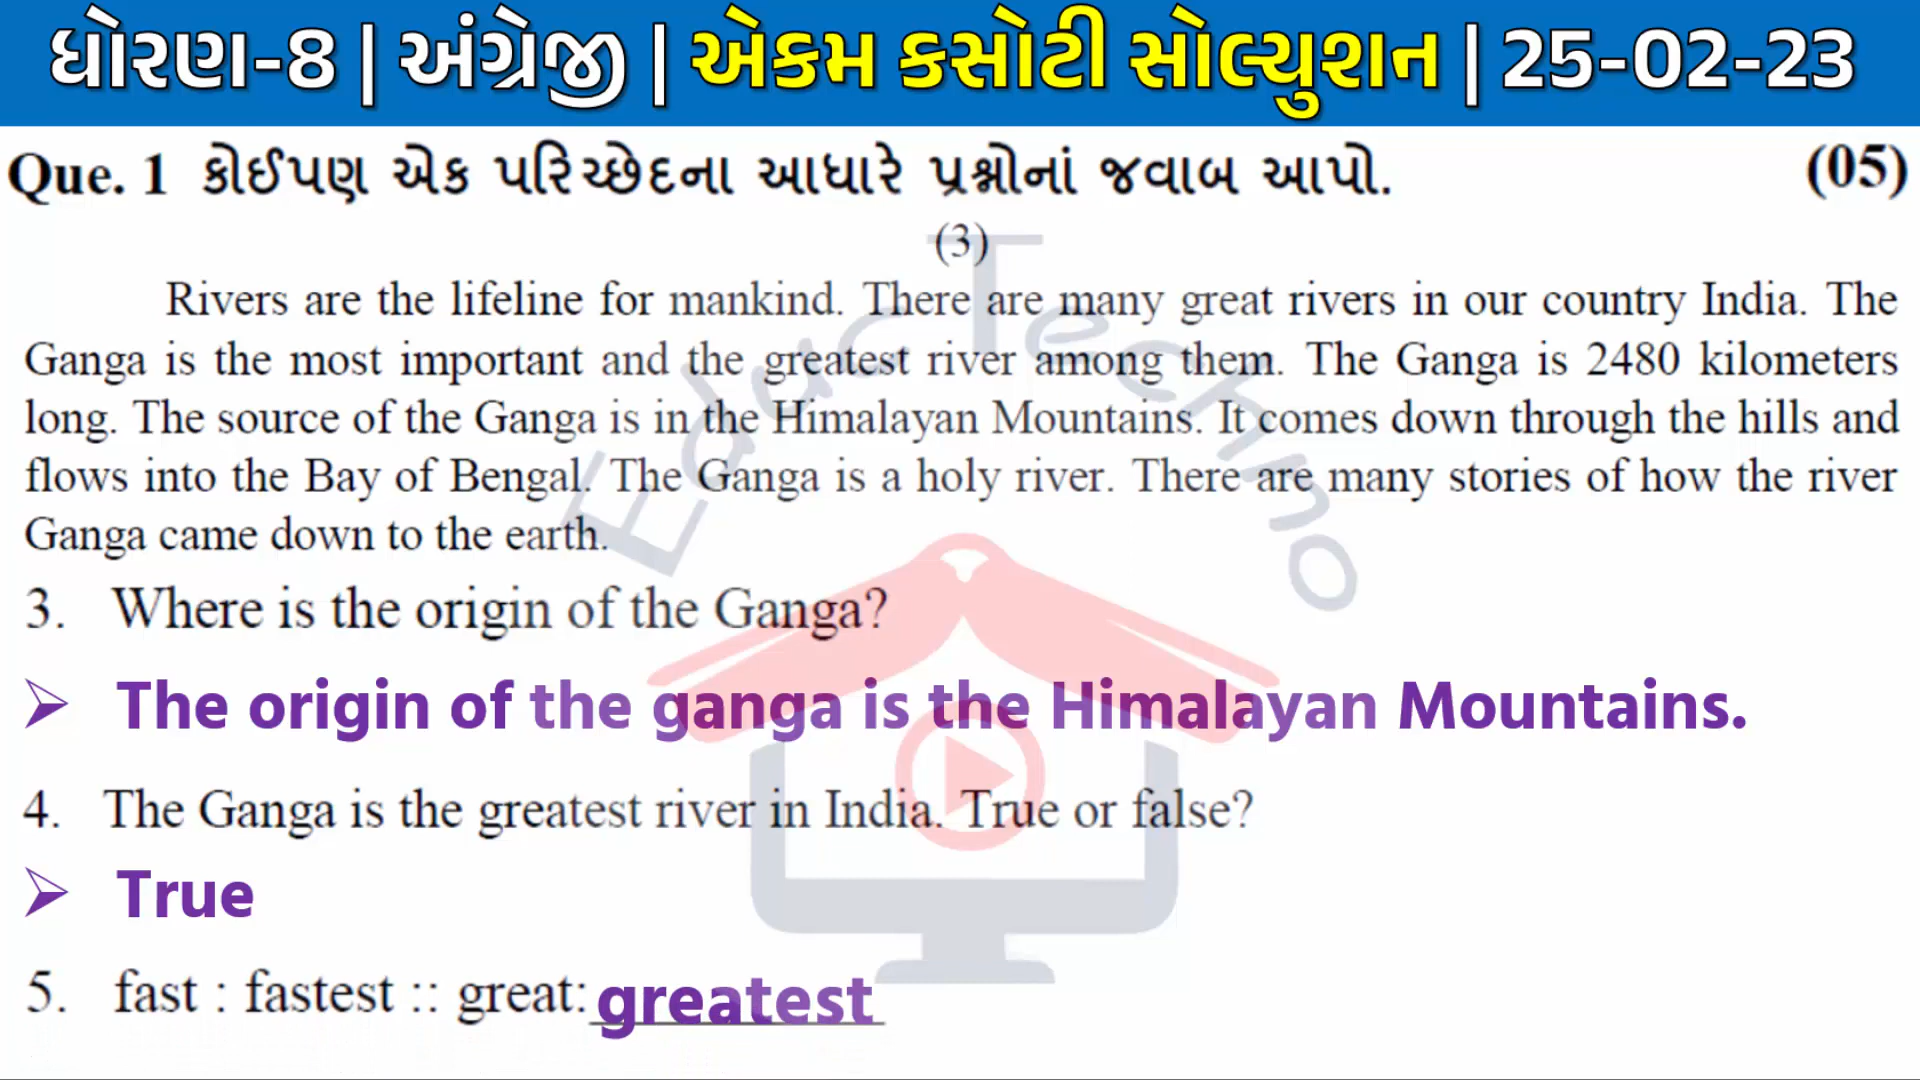 ધોરણ-8 | અંગ્રેજી | એકમ કસોટી સોલ્યુશન | 25-02-23
Que. 1 કોઈપણ એક પરિચ્છેદના આધારે પ્રશ્નોનાં જવાબ આપો. (05)
(3)
Rivers are the lifeline for mankind. There are many great rivers in our country India. The
Ganga is the most important and the greatest river among them. The Ganga is 2480 kilometers
long. The source of the Ganga is in the Himalayan Mountains. It comes down through the hills and
flows into the Bay of Bengal. The Ganga is a holy river. There are many stories of how the river
Ganga came down to the earth.
Educ Techno
3. Where is the origin of the Ganga?
➢ The origin of the ganga is the Himalayan Mountains.
4. The Ganga is the greatest river in India. True or false?
➢ True
5. fast : fastest :: great: greatest